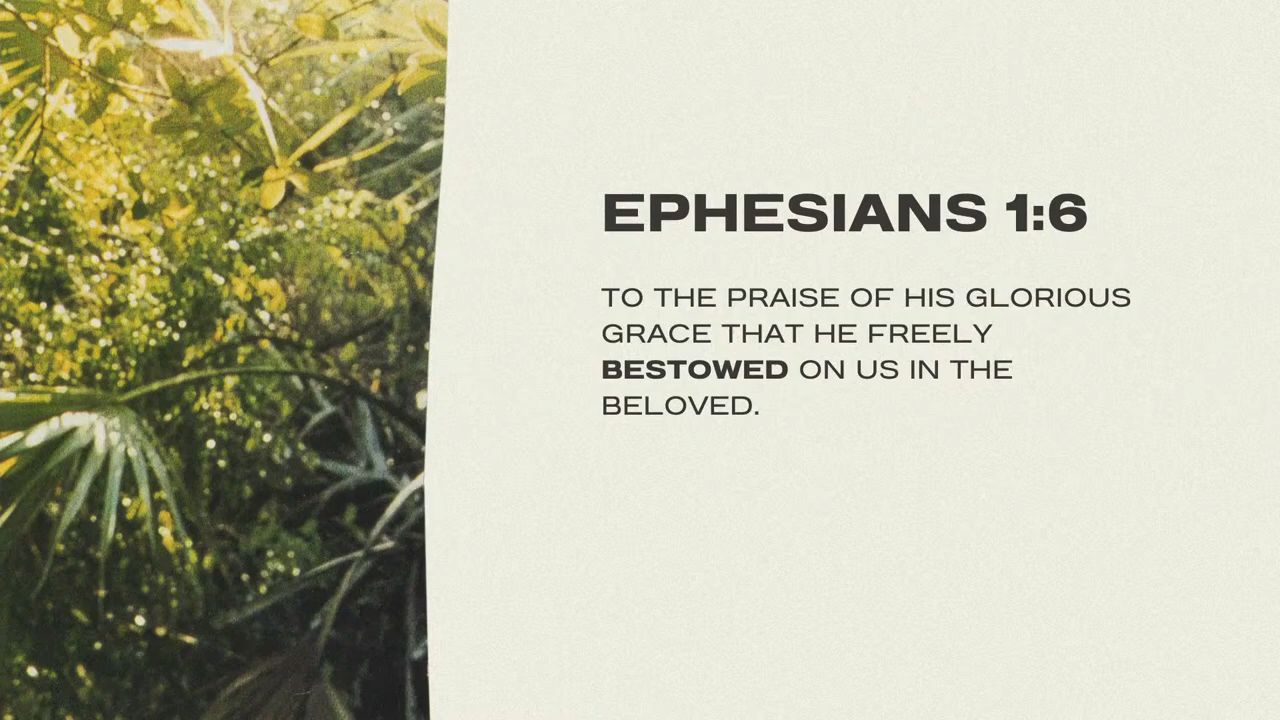 EPHESIANS 1:6
TO THE PRAISE OF HIS GLORIOUS
GRACE THAT HE FREELY
BESTOWED ON US IN THE
BELOVED.